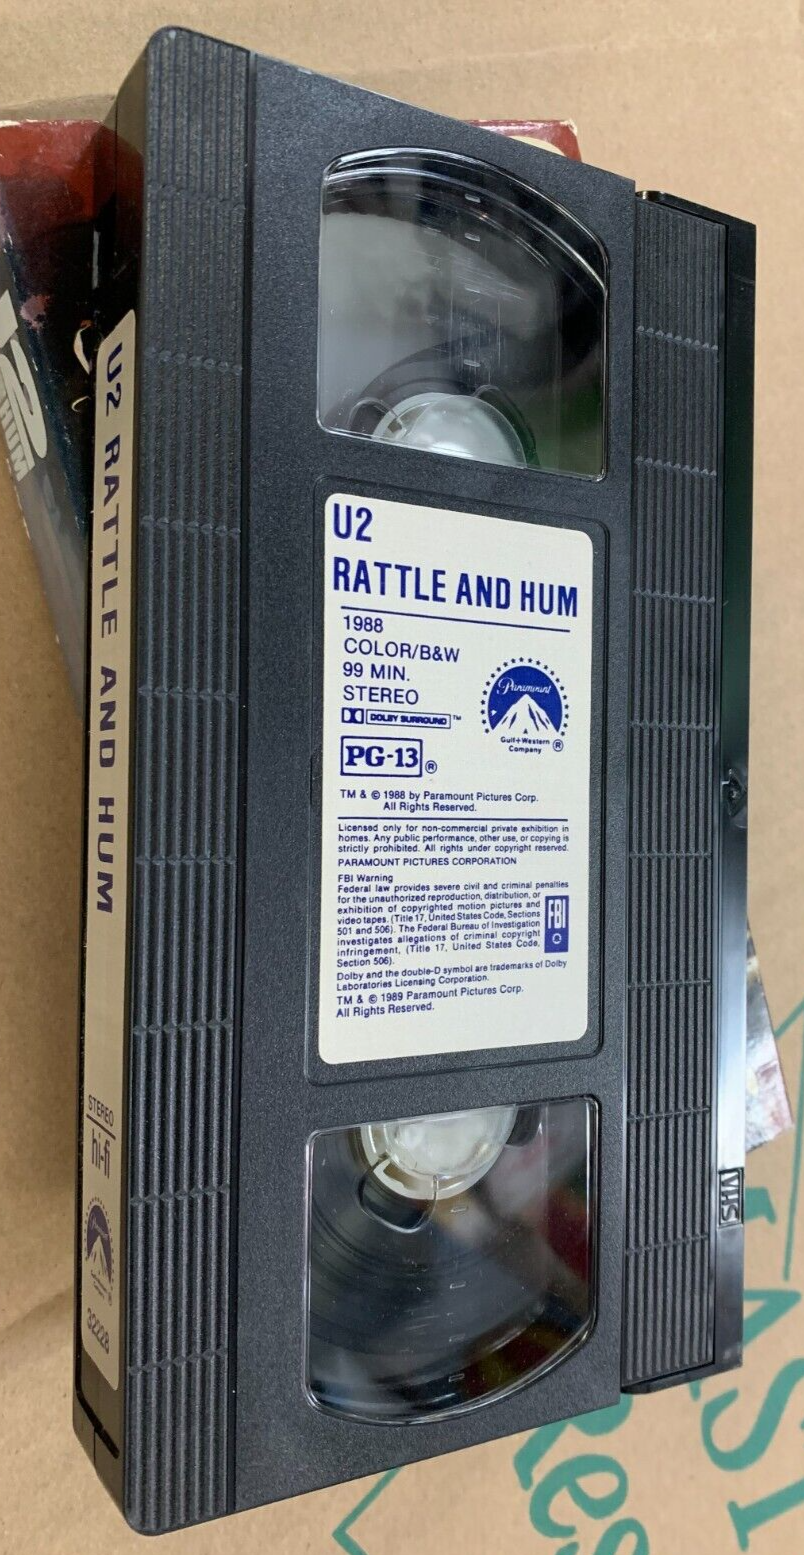 U2
RATTLE AND HUM
1988
COLOR/B&W
99 MIN.
STEREO
DOLBY SURROUND™
PG-13®
Paramount
Gulf+Western
Company ®
TM & © 1988 by Paramount Pictures Corp.
All Rights Reserved.
Licensed only for non-commercial private exhibition in
homes. Any public performance, other use, or copying is
strictly prohibited. All rights under copyright reserved.
PARAMOUNT PICTURES CORPORATION
FBI Warning
Federal law provides severe civil and criminal penalties
for the unauthorized reproduction, distribution, or
exhibition of copyrighted motion pictures and
video tapes. (Title 17, United States Code, Sections
501 and 506). The Federal Bureau of Investigation
investigates allegations of criminal copyright
infringement, (Title 17, United States Code,
Section 506).
FBI
Dolby and the double-D symbol are trademarks of Dolby
Laboratories Licensing Corporation.
TM & © 1989 Paramount Pictures Corp.
All Rights Reserved.
U2 RATTLE AND HUM
STEREO
hi-fi
Paramount
32228
VHS
HUM